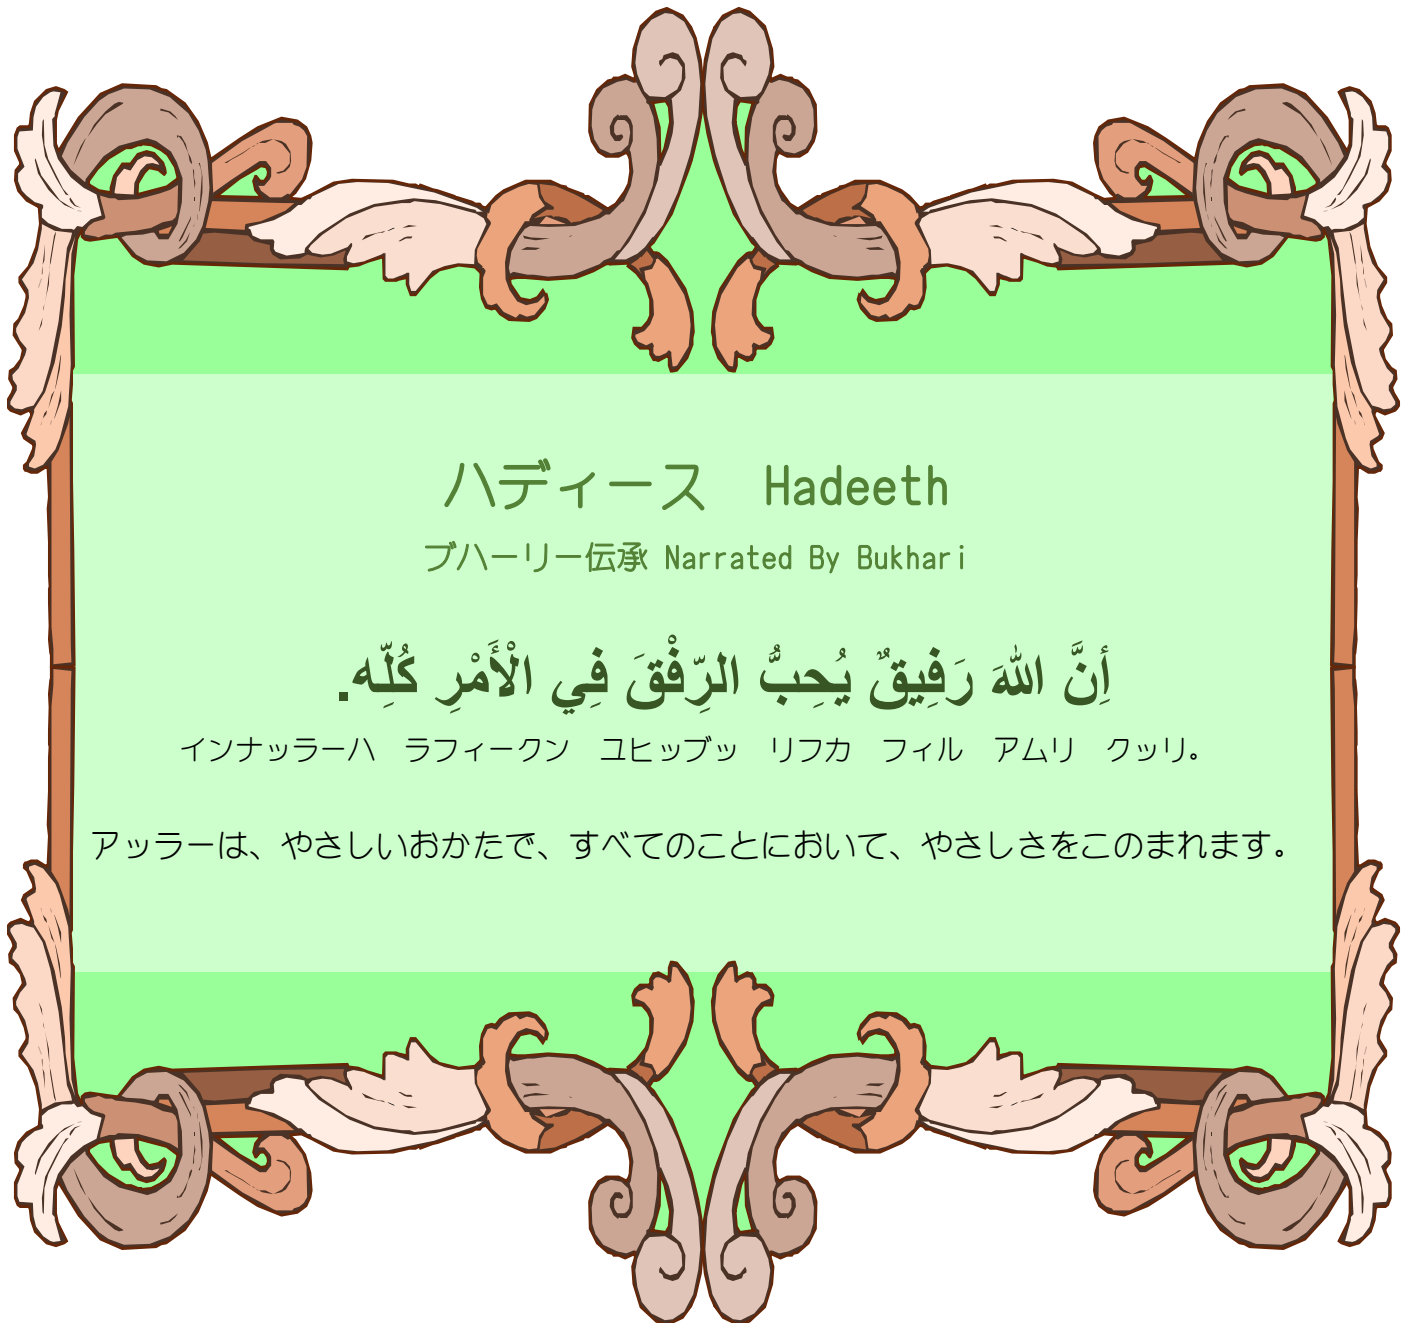 ハディース　Hadeeth
ブハーリー伝承 Narrated By Bukhari
أِنَّ اللهَ رَفِيقٌ يُحِبُّ الرِّفْقَ فِي الْأَمْرِ كُلِّه.
インナッラーハ　ラフィークン　ユヒッブッ　リフカ　フィル　アムリ　クッリ。
アッラーは、やさしいおかたで、すべてのことにおいて、やさしさをこのまれます。